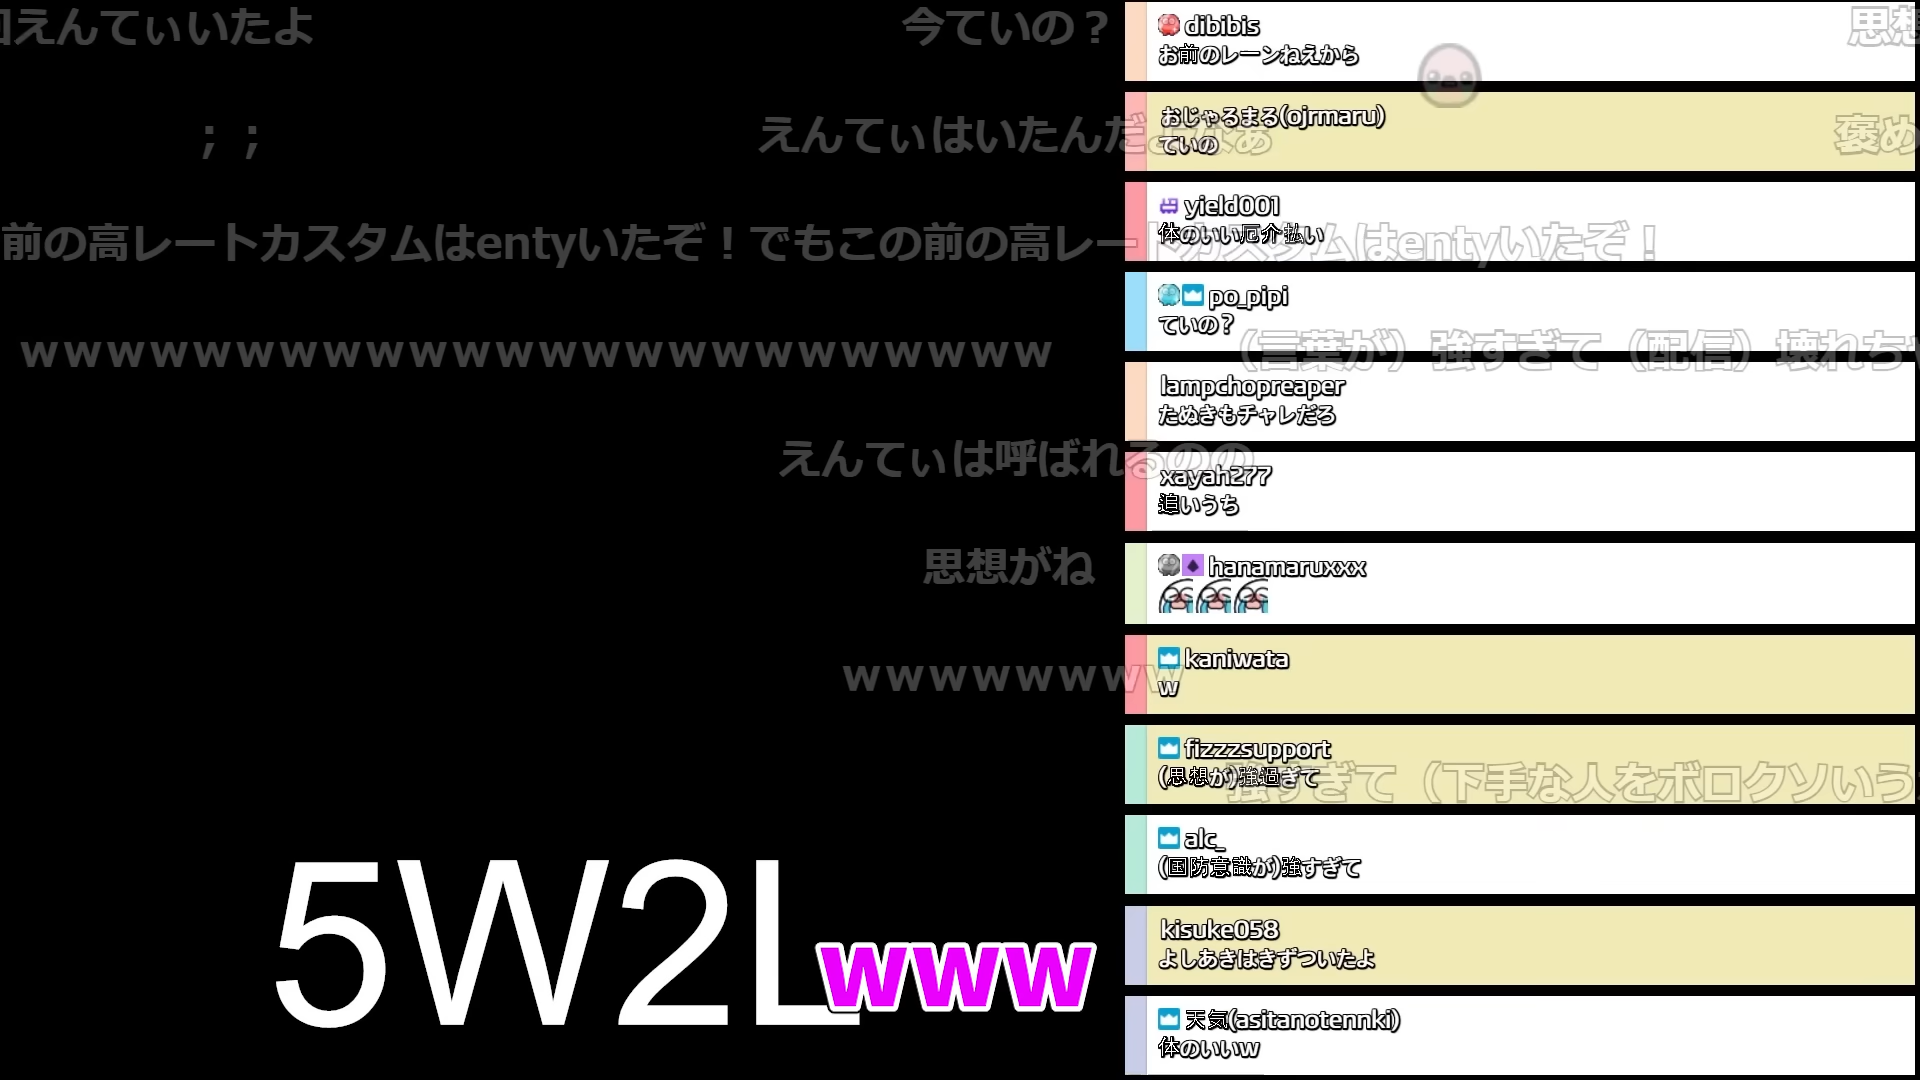 えんてぃいたよ
今ていの？
思想
； ；
えんてぃはいたんだよなあ
褒め
前の高レートカスタムはentyいたぞ！でもこの前の高レートカスタムはentyいたぞ！
wwwwwwwwwwwwwwwwwwwwwwww
（言葉が）強すぎて（配信）壊れちゃ
えんてぃは呼ばれるのの
思想がね
wwwwwwww
強すぎて（下手な人をボロクソいう
5W2L
www
dibibis
お前のレーンねえから
おじゃるまる(ojrmaru)
ていの
yield001
体のいい厄介払い
po_pipi
ていの？
lampchopreaper
たぬきもチャレだろ
xayah277
追いうち
hanamaruxxx
kaniwata
w
fizzzsupport
(思想が)強過ぎて
alc_
(国防意識が)強すぎて
kisuke058
よしあきはきずついたよ
天気(asitanotennki)
体のいいw